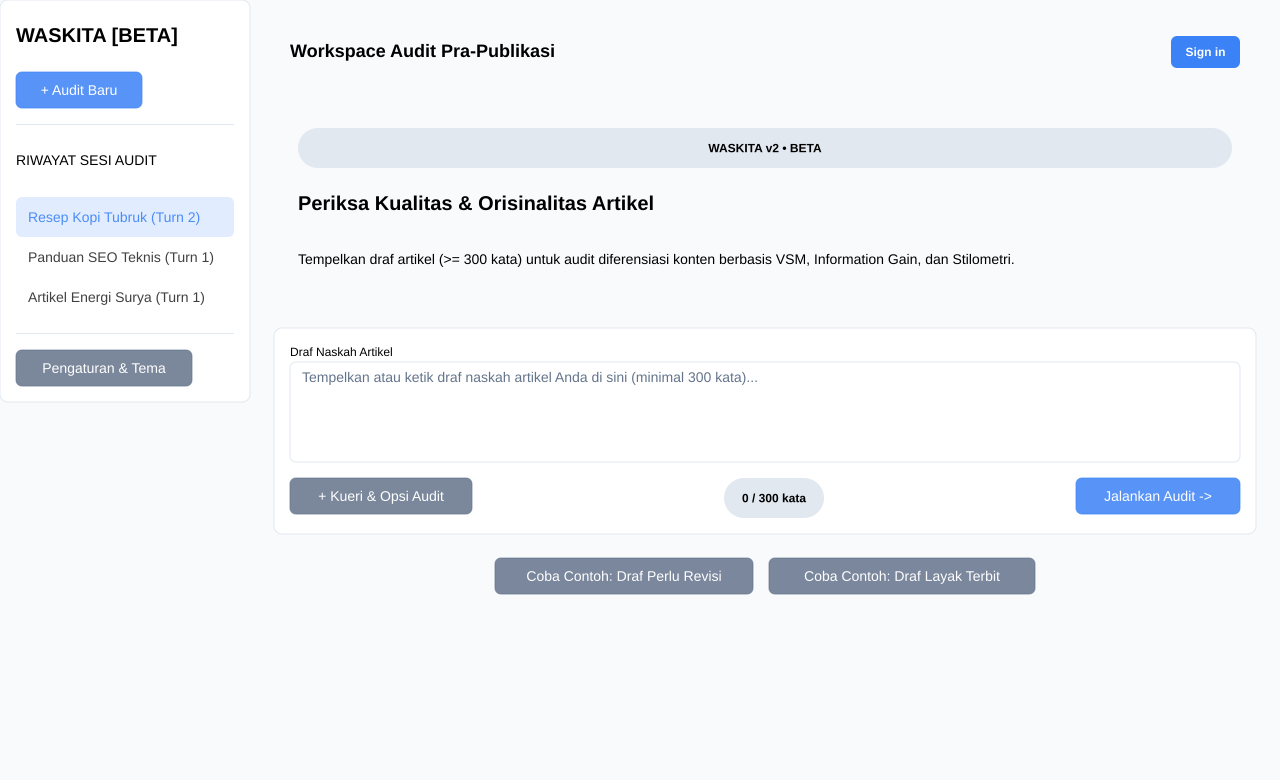 WASKITA [BETA]
+ Audit Baru
RIWAYAT SESI AUDIT
Resep Kopi Tubruk (Turn 2)
Panduan SEO Teknis (Turn 1)
Artikel Energi Surya (Turn 1)
Pengaturan & Tema
Workspace Audit Pra-Publikasi
Sign in
WASKITA v2 • BETA
Periksa Kualitas & Orisinalitas Artikel
Tempelkan draf artikel (>= 300 kata) untuk audit diferensiasi konten berbasis VSM, Information Gain, dan Stilometri.
Draf Naskah Artikel
Tempelkan atau ketik draf naskah artikel Anda di sini (minimal 300 kata)...
+ Kueri & Opsi Audit
0 / 300 kata
Jalankan Audit ->
Coba Contoh: Draf Perlu Revisi
Coba Contoh: Draf Layak Terbit